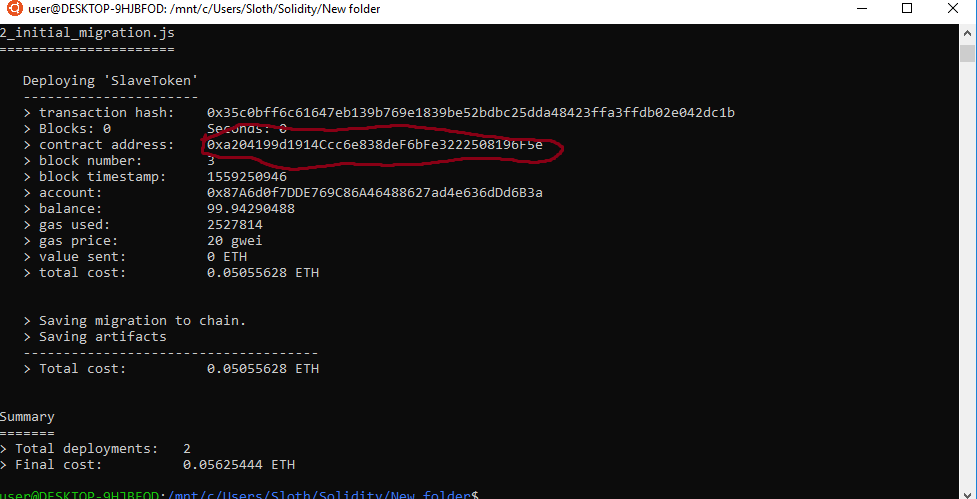 user@DESKTOP-9HJBFOD: /mnt/c/Users/Sloth/Solidity/New folder
2_initial_migration.js
======================
Deploying 'SlaveToken'
----------------------
> transaction hash: 0x35c0bff6c61647eb139b769e1839be52bdbc25dda48423ffa3ffdb02e042dc1b
> Blocks: 0 Seconds: 0
> contract address: 0xa204199d1914Ccc6e838deF6bFe3222508196F5e
> block number: 3
> block timestamp: 1559250946
> account: 0x87A6d0f7DDE769C86A46488627ad4e636dDd6B3a
> balance: 99.94290488
> gas used: 2527814
> gas price: 20 gwei
> value sent: 0 ETH
> total cost: 0.05055628 ETH
> Saving migration to chain.
> Saving artifacts
-------------------------------------
> Total cost: 0.05055628 ETH
Summary
=======
> Total deployments: 2
> Final cost: 0.05625444 ETH
user@DESKTOP-9HJBFOD:/mnt/c/Users/Sloth/Solidity/New folder$